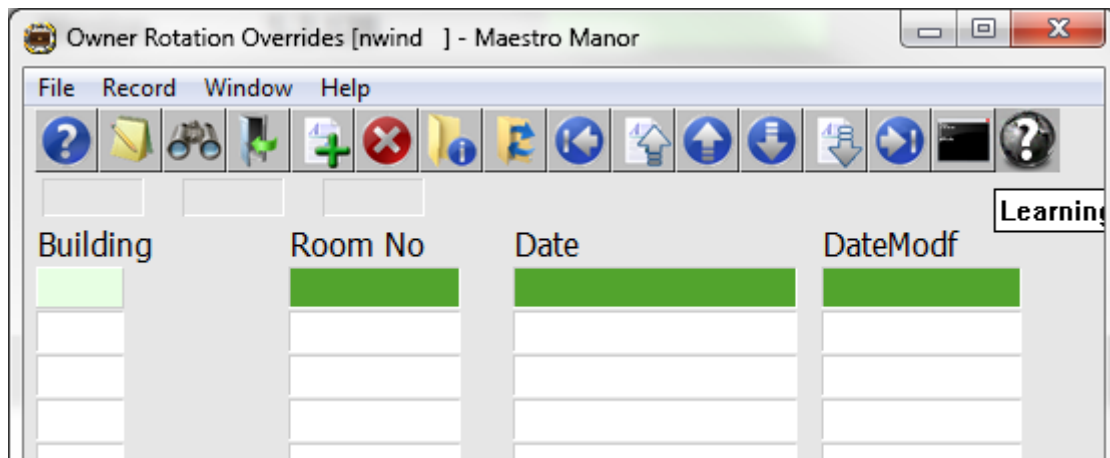 Owner Rotation Overrides [nwind   ] - Maestro Manor
File Record Window Help
Learning
Building Room No Date DateModf